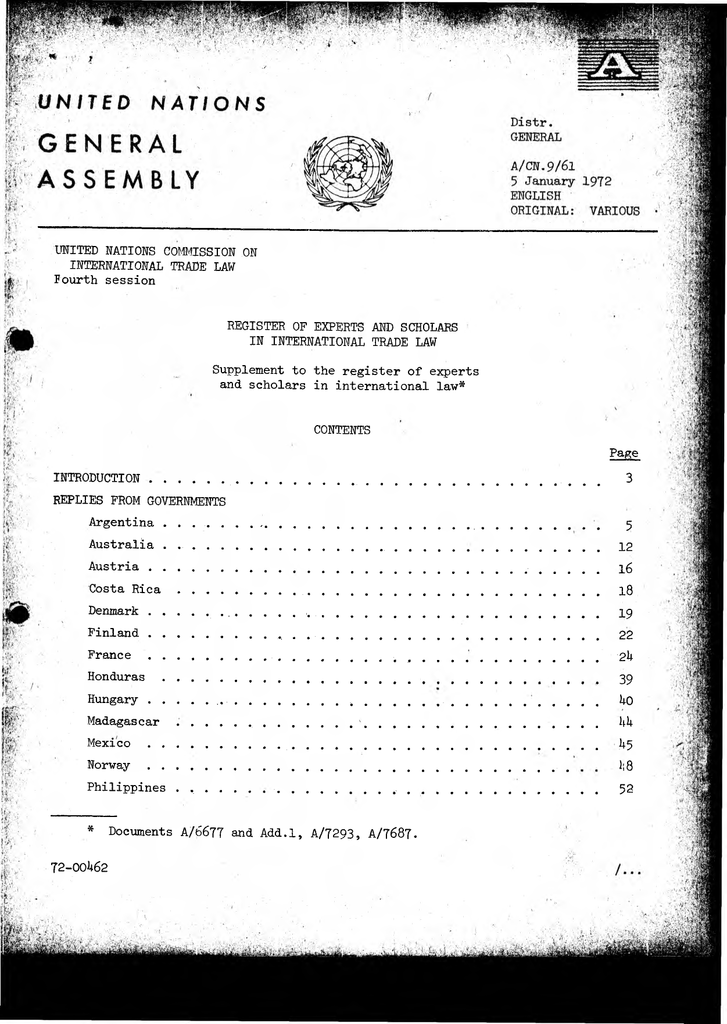 A
UNITED NATIONS
GENERAL
ASSEMBLY
Distr.
GENERAL
A/CN.9/61
5 January 1972
ENGLISH
ORIGINAL: VARIOUS
UNITED NATIONS COMMISSION ON
INTERNATIONAL TRADE LAW
Fourth session
REGISTER OF EXPERTS AND SCHOLARS
IN INTERNATIONAL TRADE LAW
Supplement to the register of experts
and scholars in international law*
CONTENTS
Page
INTRODUCTION . . . . . . . . . . . . . . . . . . . . . . . . . . . . . . . . 3
REPLIES FROM GOVERNMENTS
Argentina . . . . . . . . . . . . . . . . . . . . . . . . . . . . . . . 5
Australia . . . . . . . . . . . . . . . . . . . . . . . . . . . . . . . 12
Austria . . . . . . . . . . . . . . . . . . . . . . . . . . . . . . . . 16
Costa Rica . . . . . . . . . . . . . . . . . . . . . . . . . . . . . . 18
Denmark . . . . . . . . . . . . . . . . . . . . . . . . . . . . . . . . 19
Finland . . . . . . . . . . . . . . . . . . . . . . . . . . . . . . . . 22
France . . . . . . . . . . . . . . . . . . . . . . . . . . . . . . . . 24
Honduras . . . . . . . . . . . . . . . . . . . . . . . . . . . . . . . 39
Hungary . . . . . . . . . . . . . . . . . . . . . . . . . . . . . . . . 40
Madagascar . . . . . . . . . . . . . . . . . . . . . . . . . . . . . . 44
Mexico . . . . . . . . . . . . . . . . . . . . . . . . . . . . . . . . 45
Norway . . . . . . . . . . . . . . . . . . . . . . . . . . . . . . . . 48
Philippines . . . . . . . . . . . . . . . . . . . . . . . . . . . . . . 52
* Documents A/6677 and Add.1, A/7293, A/7687.
72-00462
/...